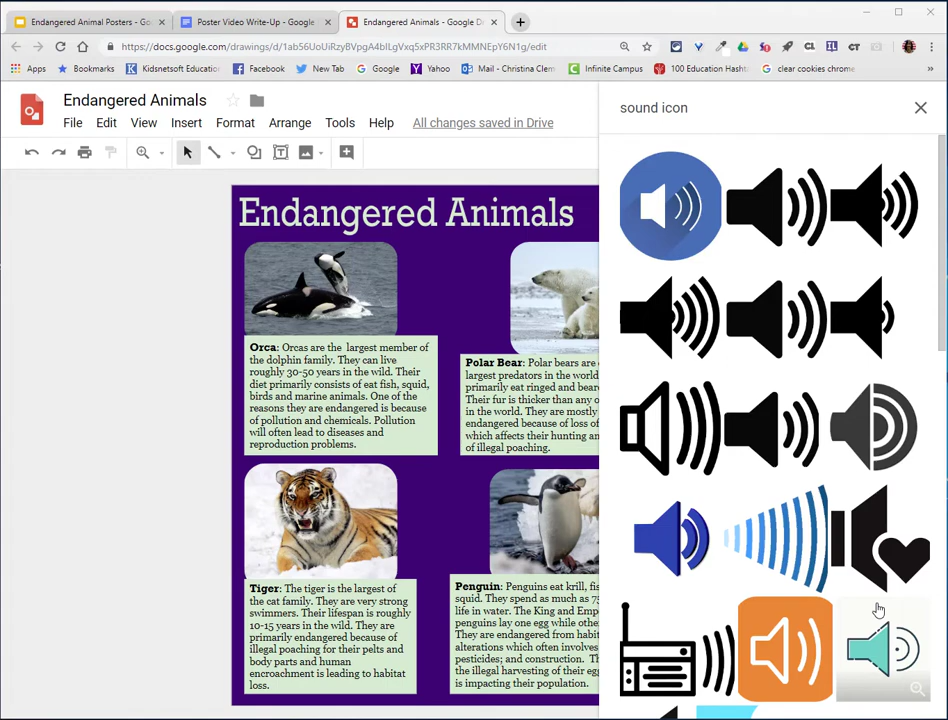 Endangered Animal Posters - Go
Poster Video Write-Up - Google
Endangered Animals - Google D
https://docs.google.com/drawings/d/1ab56UoUiRzyBVpgA4bILgVxq5xPR3RR7kMMNEpY6N1g/edit
Apps
Bookmarks
Kidsnetsoft Education
Facebook
New Tab
Google
Yahoo
Mail - Christina Clem
Infinite Campus
100 Education Hasht
clear cookies chrome
Endangered Animals
File Edit View Insert Format Arrange Tools Help All changes saved in Drive
sound icon
Endangered Animals
Orca: Orcas are the largest member of
the dolphin family. They can live
roughly 30-50 years in the wild. Their
diet primarily consists of eat fish, squid,
birds and marine animals. One of the
reasons they are endangered is because
of pollution and chemicals. Pollution
will often lead to diseases and
reproduction problems.
Polar Bear: Polar bears are
largest predators in the world
primarily eat ringed and bear
Their fur is thicker than any o
in the world. They are mostly
endangered because of loss of
which affects their hunting an
of illegal poaching.
Tiger: The tiger is the largest of
the cat family. They are very strong
swimmers. Their lifespan is roughly
10-15 years in the wild. They are
primarily endangered because of
illegal poaching for their pelts and
body parts and human
encroachment is leading to habitat
loss.
Penguin: Penguins eat krill, fis
squid. They spend as much as 75
life in water. The King and Emp
penguins lay one egg while othe
They are endangered from habit
alterations which often involves
pesticides; and construction. Th
the illegal harvesting of their eg
is impacting their population.